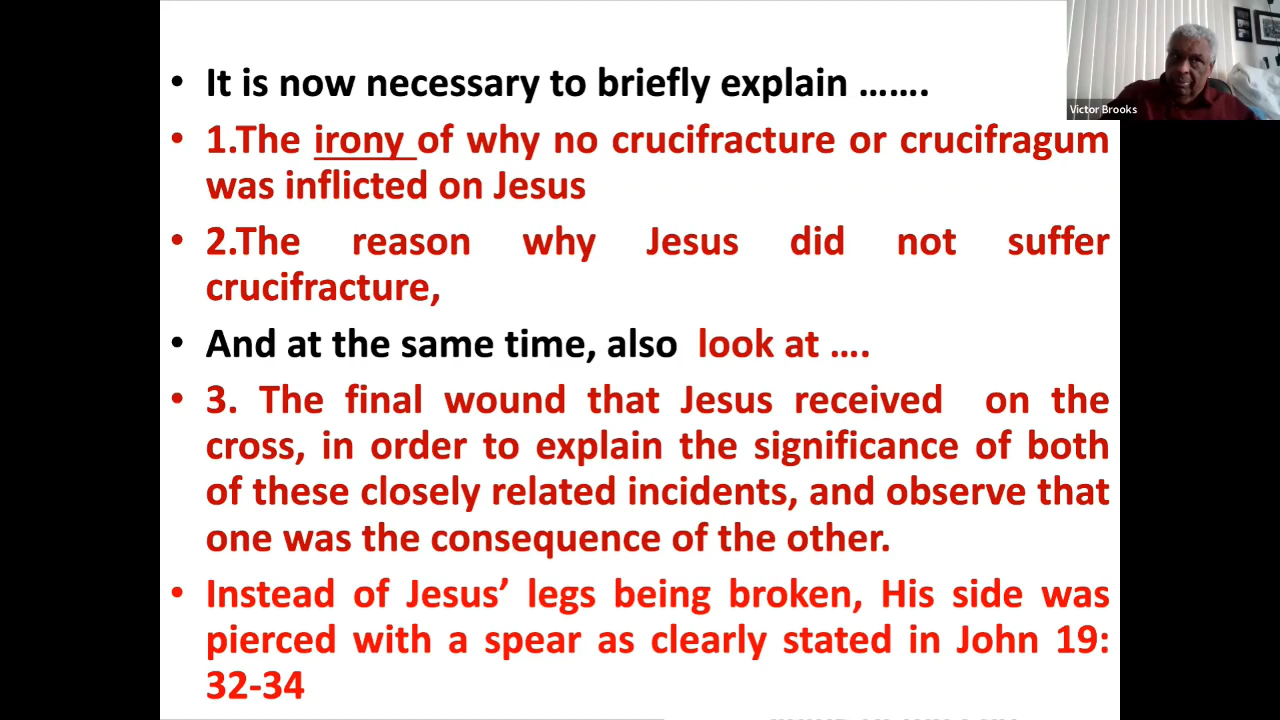 • It is now necessary to briefly explain …….
Victor Brooks
• 1.The irony of why no crucifracture or crucifragum
was inflicted on Jesus
• 2.The reason why Jesus did not suffer
crucifracture,
• And at the same time, also look at ….
• 3. The final wound that Jesus received on the
cross, in order to explain the significance of both
of these closely related incidents, and observe that
one was the consequence of the other.
• Instead of Jesus’ legs being broken, His side was
pierced with a spear as clearly stated in John 19:
32-34